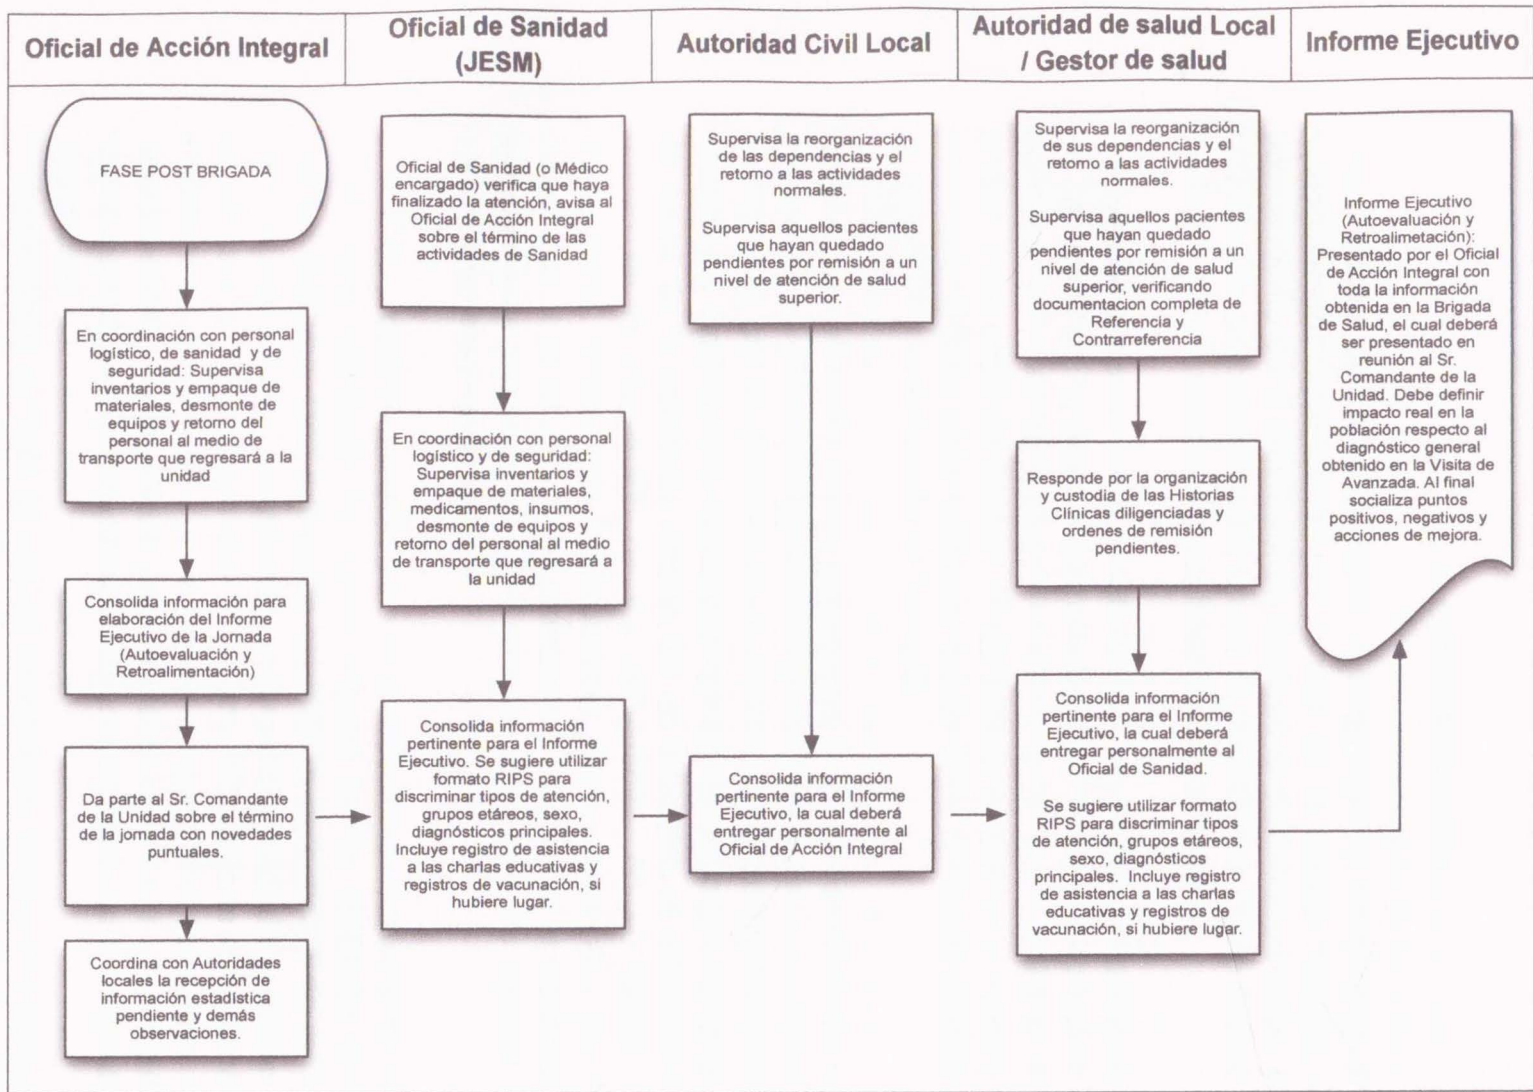 Oficial de Acción Integral
Oficial de Sanidad
(JESM)
Autoridad Civil Local
Autoridad de salud Local
/ Gestor de salud
Informe Ejecutivo
FASE POST BRIGADA
En coordinación con personal
logístico, de sanidad y de
seguridad: Supervisa
inventarios y empaque de
materiales, desmonte de
equipos y retorno del
personal al medio de
transporte que regresará a la
unidad
Consolida información para
elaboración del Informe
Ejecutivo de la Jornada
(Autoevaluación y
Retroalimentación)
Da parte al Sr. Comandante
de la Unidad sobre el término
de la jornada con novedades
puntuales.
Coordina con Autoridades
locales la recepción de
información estadística
pendiente y demás
observaciones.
Oficial de Sanidad (o Médico
encargado) verifica que haya
finalizado la atención, avisa al
Oficial de Acción Integral
sobre el término de las
actividades de Sanidad
En coordinación con personal
logístico y de seguridad:
Supervisa inventarios y
empaque de materiales,
medicamentos, insumos,
desmonte de equipos y
retorno del personal al medio
de transporte que regresará a
la unidad
Consolida información
pertinente para el Informe
Ejecutivo. Se sugiere utilizar
formato RIPS para
discriminar tipos de atención,
grupos etáreos, sexo,
diagnósticos principales.
Incluye registro de asistencia
a las charlas educativas y
registros de vacunación, si
hubiere lugar.
Supervisa la reorganización
de las dependencias y el
retorno a las actividades
normales.
Supervisa aquellos pacientes
que hayan quedado
pendientes por remisión a un
nivel de atención de salud
superior.
Consolida información
pertinente para el Informe
Ejecutivo, la cual deberá
entregar personalmente al
Oficial de Acción Integral
Supervisa la reorganización
de sus dependencias y el
retorno a las actividades
normales.
Supervisa aquellos pacientes
que hayan quedado
pendientes por remisión a un
nivel de atención de salud
superior, verificando
documentacion completa de
Referencia y
Contrarreferencia
Responde por la organización
y custodia de las Historias
Clínicas diligenciadas y
ordenes de remisión
pendientes.
Consolida información
pertinente para el Informe
Ejecutivo, la cual deberá
entregar personalmente al
Oficial de Sanidad.
Se sugiere utilizar formato
RIPS para discriminar tipos
de atención, grupos etáreos,
sexo, diagnósticos
principales. Incluye registro
de asistencia a las charlas
educativas y registros de
vacunación, si hubiere lugar.
Informe Ejecutivo
(Autoevaluación y
Retroalimetación):
Presentado por el Oficial
de Acción Integral con
toda la información
obtenida en la Brigada
de Salud, el cual deberá
ser presentado en
reunión al Sr.
Comandante de la
Unidad. Debe definir
impacto real en la
población respecto al
diagnóstico general
obtenido en la Visita de
Avanzada. Al final
socializa puntos
positivos, negativos y
acciones de mejora.